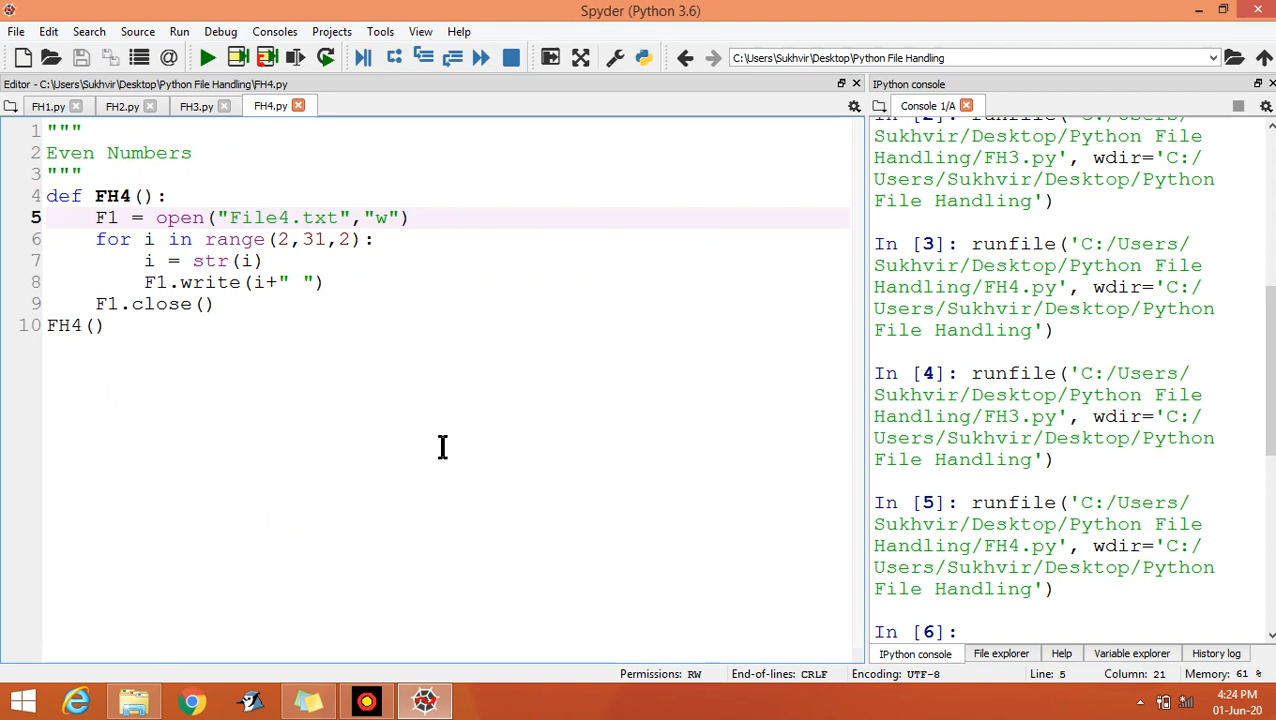 Spyder (Python 3.6)
File Edit Search Source Run Debug Consoles Projects Tools View Help
C:\Users\Sukhvir\Desktop\Python File Handling
Editor - C:\Users\Sukhvir\Desktop\Python File Handling\FH4.py
IPython console
FH1.py FH2.py FH3.py FH4.py
Console 1/A
1 """
2 Even Numbers
3 """
4 def FH4():
5 F1 = open("File4.txt","w")
6 for i in range(2,31,2):
7 i = str(i)
8 F1.write(i+" ")
9 F1.close()
10 FH4()
In [2]: runfile('C:/Users/
Sukhvir/Desktop/Python File
Handling/FH3.py', wdir='C:/
Users/Sukhvir/Desktop/Python
File Handling')
In [3]: runfile('C:/Users/
Sukhvir/Desktop/Python File
Handling/FH4.py', wdir='C:/
Users/Sukhvir/Desktop/Python
File Handling')
In [4]: runfile('C:/Users/
Sukhvir/Desktop/Python File
Handling/FH3.py', wdir='C:/
Users/Sukhvir/Desktop/Python
File Handling')
In [5]: runfile('C:/Users/
Sukhvir/Desktop/Python File
Handling/FH4.py', wdir='C:/
Users/Sukhvir/Desktop/Python
File Handling')
In [6]:
IPython console File explorer Help Variable explorer History log
Permissions: RW End-of-lines: CRLF Encoding: UTF-8 Line: 5 Column: 21 Memory: 61 %
4:24 PM
01-Jun-20